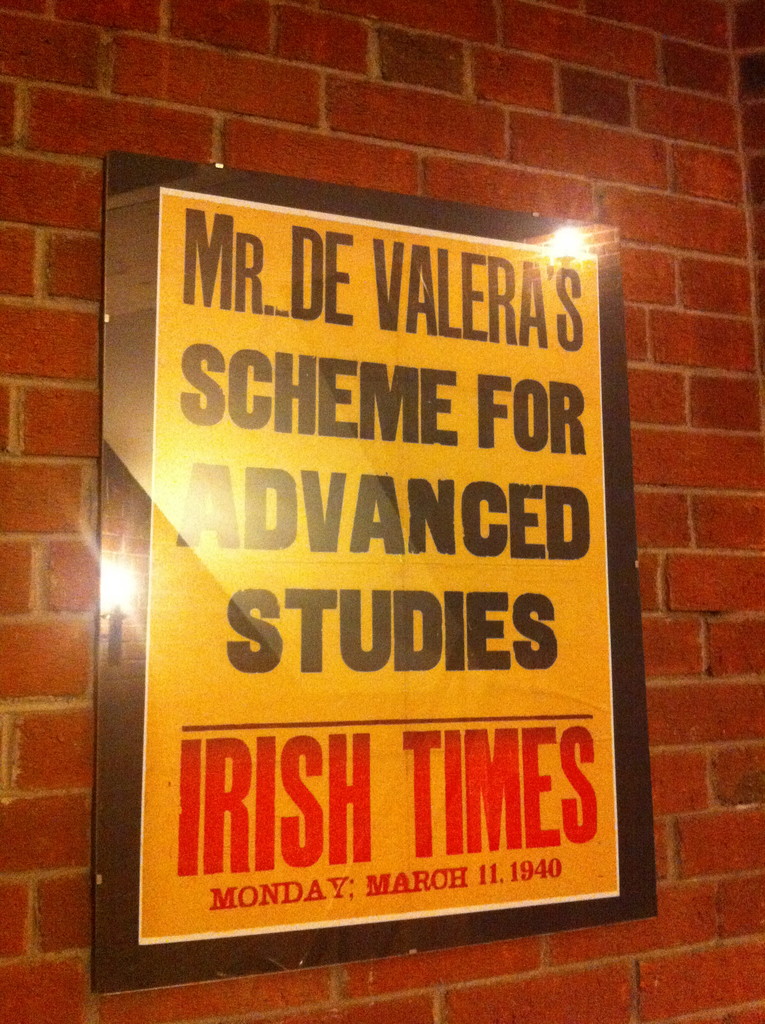 MR. DE VALERA'S
SCHEME FOR
ADVANCED
STUDIES
IRISH TIMES
MONDAY; MARCH 11. 1940